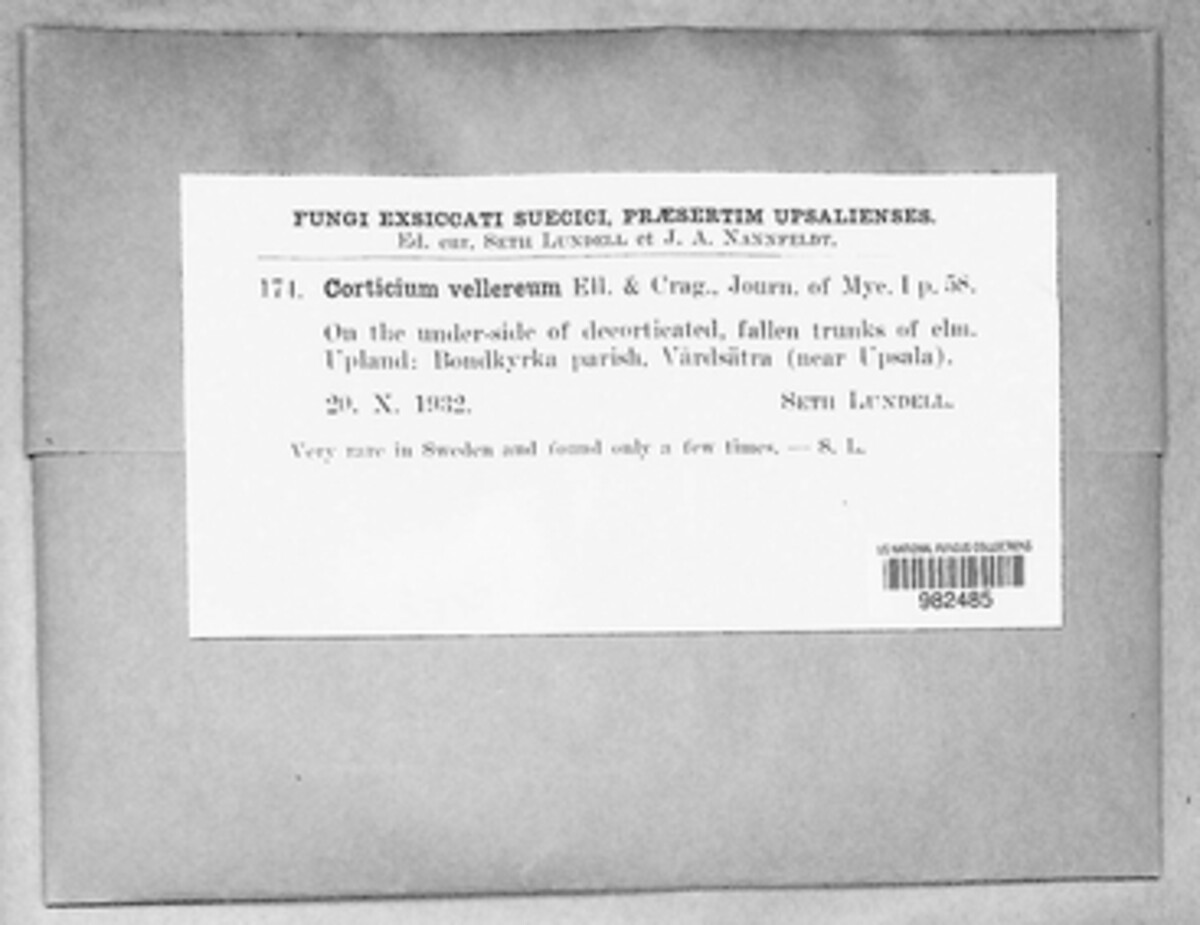 FUNGI EXSICCATI SUECICI, PRÆSERTIM UPSALIENSES.
Ed. cur. SETH LUNDELL et J. A. NANNFELDT.
174. Corticium vellereum Ell. & Crag., Journ. of Myc. I p. 58.
On the under-side of decorticated, fallen trunks of elm.
Upland: Bondkyrka parish, Vårdsätra (near Upsala).
20. X. 1932. SETH LUNDELL.
Very rare in Sweden and found only a few times. — S. L.
US NATIONAL FUNGUS COLLECTIONS
982485